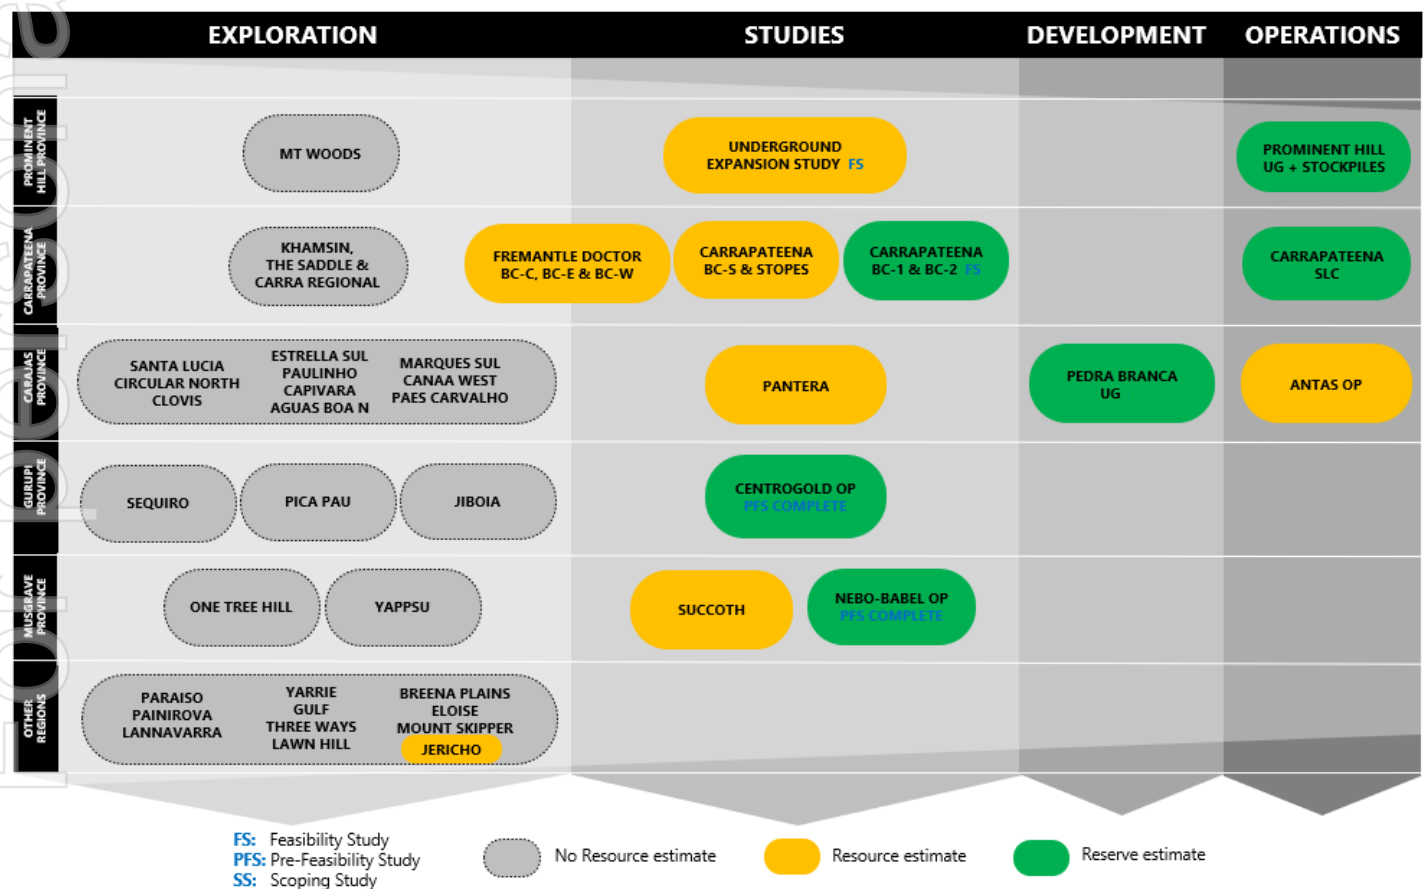 EXPLORATION STUDIES DEVELOPMENT OPERATIONS
PROMINENT
HILL PROVINCE
MT WOODS
UNDERGROUND
EXPANSION STUDY FS
PROMINENT HILL
UG + STOCKPILES
CARRAPATEENA
PROVINCE
KHAMSIN,
THE SADDLE &
CARRA REGIONAL
FREMANTLE DOCTOR
BC-C, BC-E & BC-W
CARRAPATEENA
BC-S & STOPES
CARRAPATEENA
BC-1 & BC-2 FS
CARRAPATEENA
SLC
CARAJAS
PROVINCE
SANTA LUCIA
CIRCULAR NORTH
CLOVIS
ESTRELLA SUL
PAULINHO
CAPIVARA
AGUAS BOA N
MARQUES SUL
CANAA WEST
PAES CARVALHO
PANTERA
PEDRA BRANCA
UG
ANTAS OP
GURUPI
PROVINCE
SEQUIRO
PICA PAU
JIBOIA
CENTROGOLD OP
PFS COMPLETE
MUSGRAVE
PROVINCE
ONE TREE HILL
YAPPSU
SUCCOTH
NEBO-BABEL OP
PFS COMPLETE
OTHER
REGIONS
PARAISO
PAINIROVA
LANNAVARRA
YARRIE
GULF
THREE WAYS
LAWN HILL
BREENA PLAINS
ELOISE
MOUNT SKIPPER
JERICHO
FS: Feasibility Study
PFS: Pre-Feasibility Study
SS: Scoping Study
No Resource estimate
Resource estimate
Reserve estimate
For persona